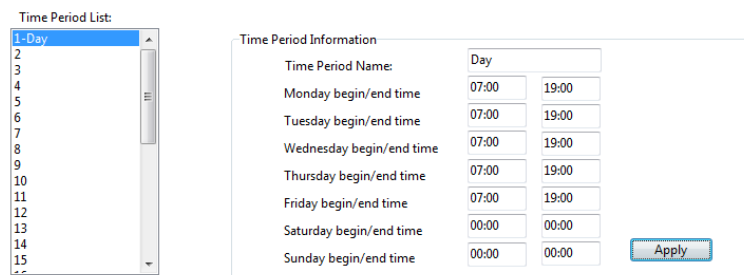 Time Period List:
1-Day
2
3
4
5
6
7
8
9
10
11
12
13
14
15
Time Period Information
Time Period Name: Day
Monday begin/end time 07:00 19:00
Tuesday begin/end time 07:00 19:00
Wednesday begin/end time 07:00 19:00
Thursday begin/end time 07:00 19:00
Friday begin/end time 07:00 19:00
Saturday begin/end time 00:00 00:00
Sunday begin/end time 00:00 00:00
Apply